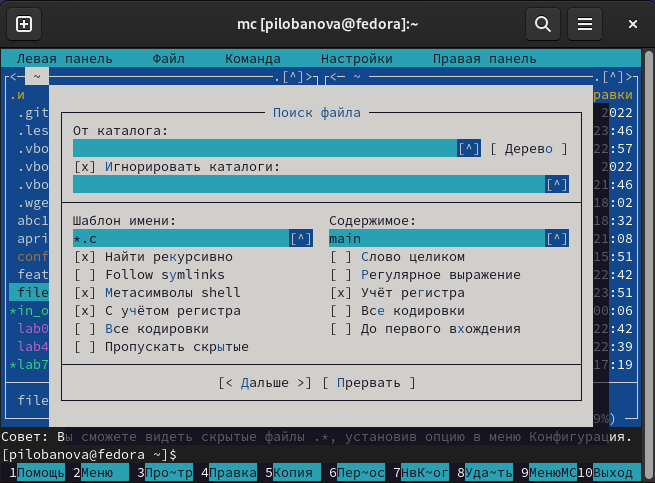 mc [pilobanova@fedora]:~
Левая панель Файл Команда Настройки Правая панель
<— ~ .[^]> <— ~ .[^]>
.и равки
.git 2022
Поиск файла
.les 23:46
От каталога:
.vbo [^] [ Дерево ] 22:57
.vbo [x] Игнорировать каталоги: 2022
.vbo [^] 21:46
.wge 18:02
abc1 Шаблон имени: Содержимое: 18:32
apri *.c [^] main [^] 21:08
conf [x] Найти рекурсивно [ ] Слово целиком 15:51
feat [ ] Follow symlinks [ ] Регулярное выражение 22:42
file [x] Метасимволы shell [x] Учёт регистра 23:51
*in_o [x] С учётом регистра [ ] Все кодировки 00:06
lab0 [ ] Все кодировки [ ] До первого вхождения 22:42
lab4 [ ] Пропускать скрытые 22:39
*lab7 17:19
file [< Дальше >] [ Прервать ]
9%)
Совет: Вы сможете видеть скрытые файлы .*, установив опцию в меню Конфигурация.
[pilobanova@fedora ~]$
1Помощь 2Меню 3Про~тр 4Правка 5Копия 6Пер~ос 7НвК~ог 8Уда~ть 9МенюMC 10Выход